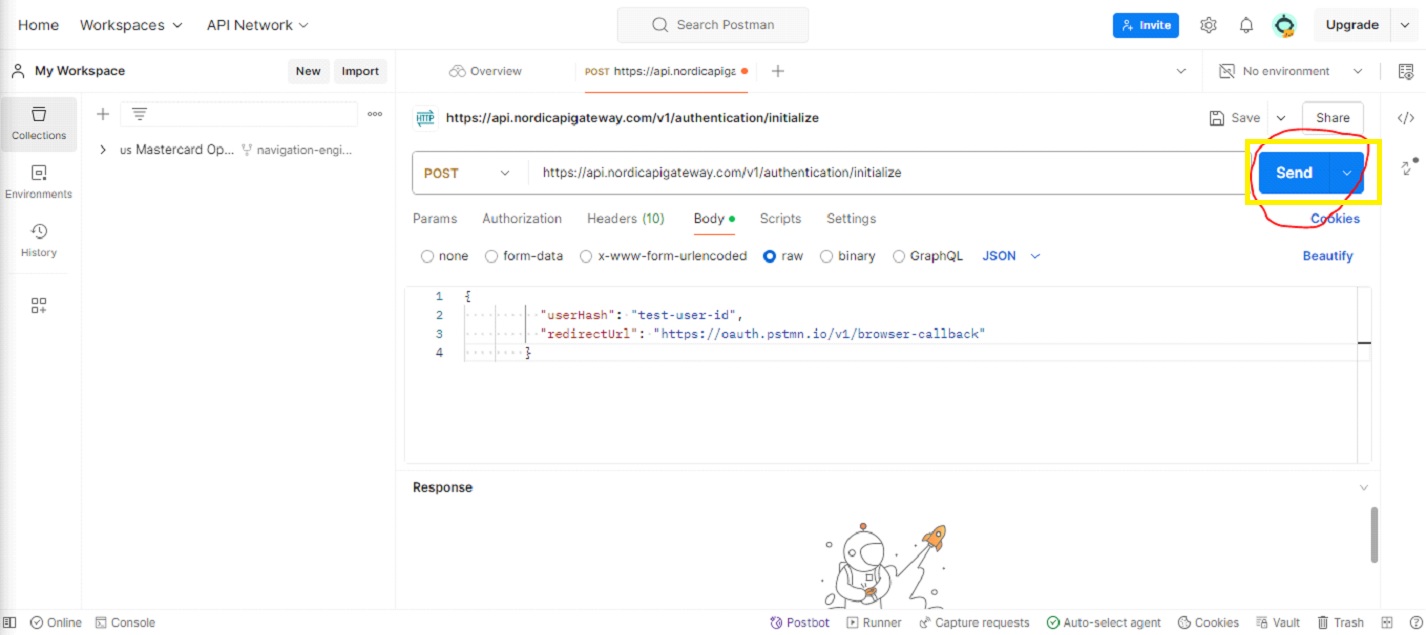 Home Workspaces API Network Search Postman Invite Upgrade
My Workspace New Import Overview POST https://api.nordicapiga No environment
https://api.nordicapigateway.com/v1/authentication/initialize Save Share
Collections
us Mastercard Op... navigation-engi...
POST https://api.nordicapigateway.com/v1/authentication/initialize Send
Environments
Params Authorization Headers (10) Body Scripts Settings Cookies
History
none form-data x-www-form-urlencoded raw binary GraphQL JSON Beautify
1 {
2 "userHash": "test-user-id",
3 "redirectUrl": "https://oauth.pstmn.io/v1/browser-callback"
4 }
Response
Online Console Postbot Runner Capture requests Auto-select agent Cookies Vault Trash